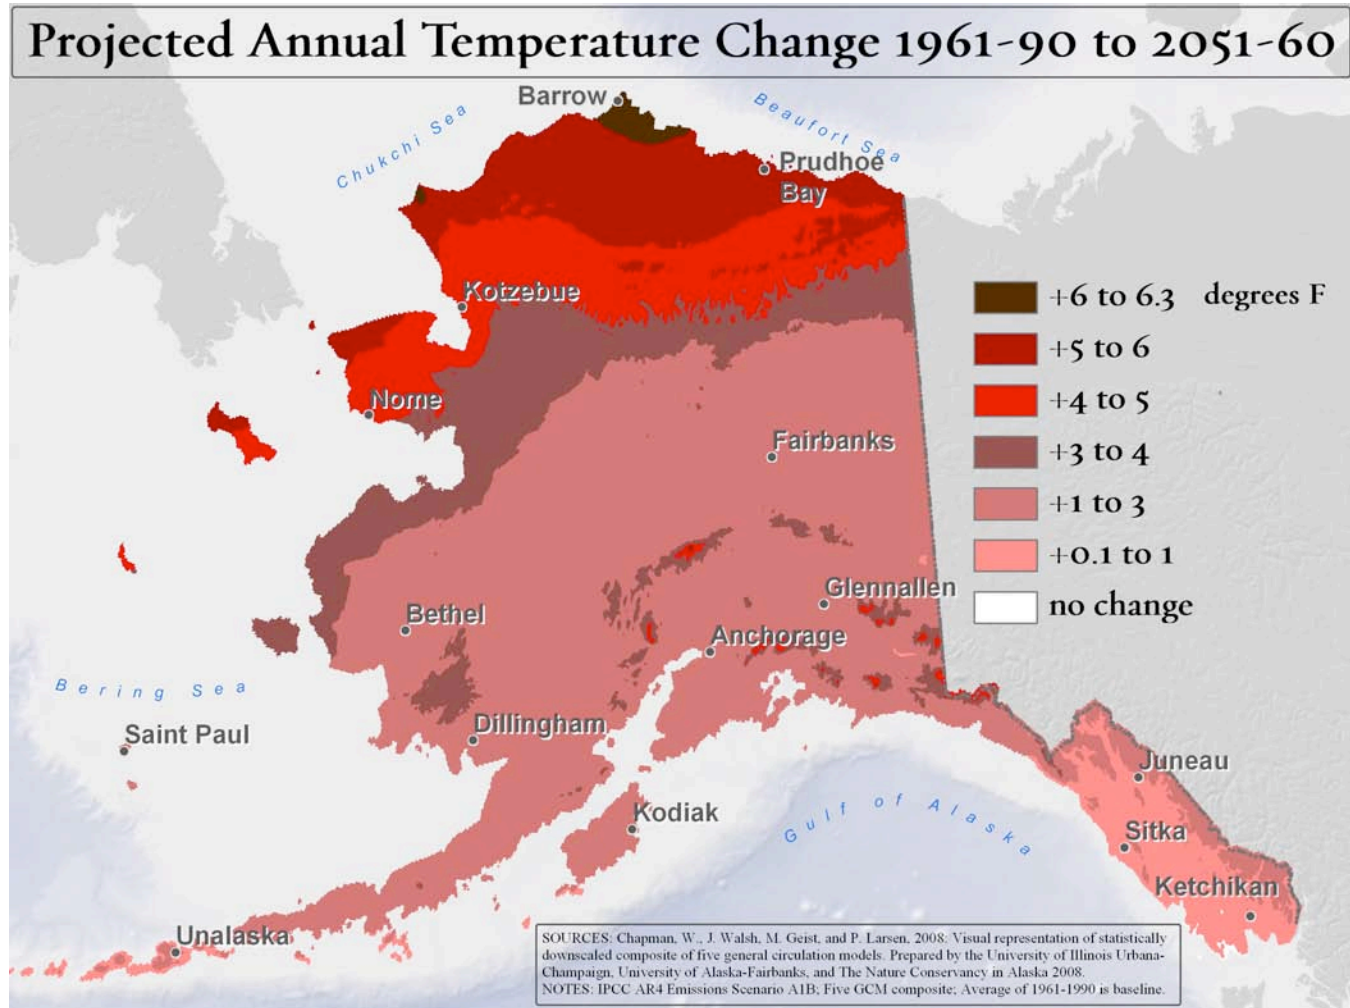 Projected Annual Temperature Change 1961-90 to 2051-60
Barrow
Beaufort Sea
Chukchi Sea
Prudhoe
Bay
Kotzebue
+6 to 6.3 degrees F
+5 to 6
Nome
+4 to 5
Fairbanks
+3 to 4
+1 to 3
+0.1 to 1
Glennallen
no change
Bethel
Anchorage
Bering Sea
Saint Paul
Dillingham
Juneau
Kodiak
Gulf of Alaska
Sitka
Ketchikan
Unalaska
SOURCES: Chapman, W., J. Walsh, M. Geist, and P. Larsen, 2008: Visual representation of statistically
downscaled composite of five general circulation models. Prepared by the University of Illinois Urbana-
Champaign, University of Alaska-Fairbanks, and The Nature Conservancy in Alaska 2008.
NOTES: IPCC AR4 Emissions Scenario A1B; Five GCM composite; Average of 1961-1990 is baseline.